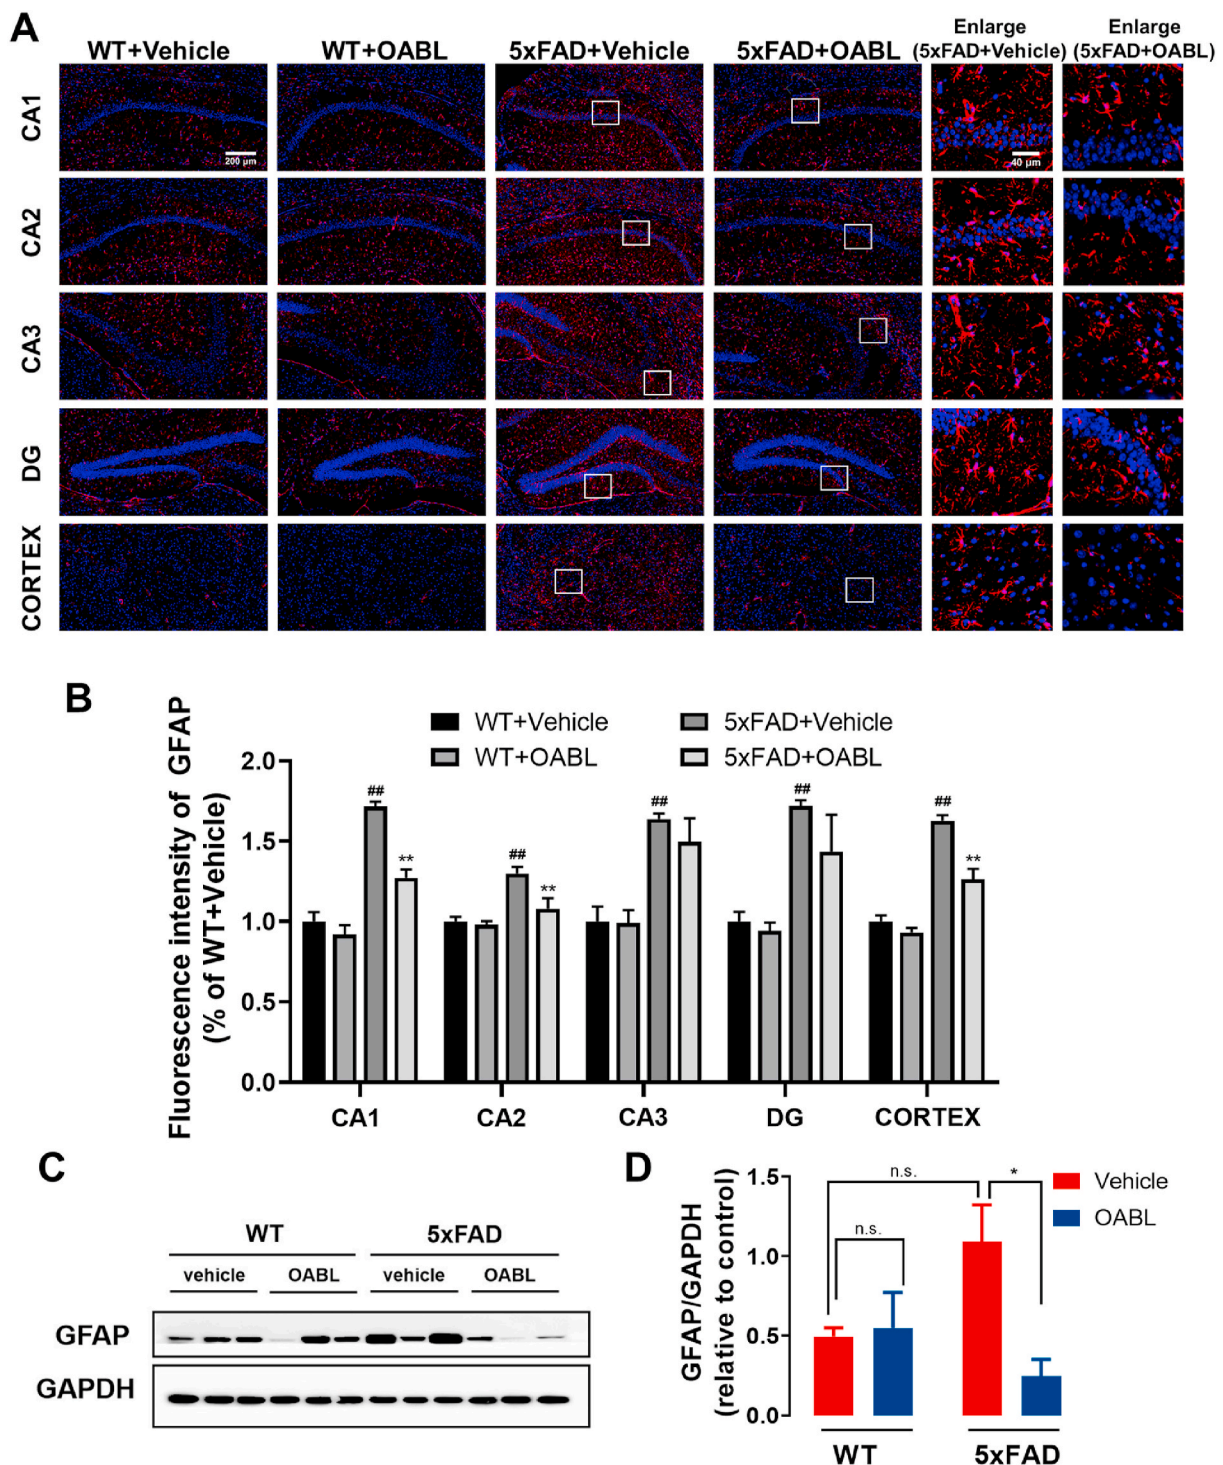 A
WT+Vehicle
WT+OABL
5xFAD+Vehicle
5xFAD+OABL
Enlarge
(5xFAD+Vehicle)
Enlarge
(5xFAD+OABL)
CA1
200 μm
40 μm
CA2
CA3
DG
CORTEX
B
Fluorescence intensity of GFAP
(% of WT+Vehicle)
WT+Vehicle
5xFAD+Vehicle
WT+OABL
5xFAD+OABL
2.0
1.5
1.0
0.5
0.0
##
**
##
**
##
##
##
**
CA1
CA2
CA3
DG
CORTEX
C
WT
5xFAD
vehicle
OABL
vehicle
OABL
GFAP
GAPDH
D
GFAP/GAPDH
(relative to control)
1.5
1.0
0.5
0.0
n.s.
*
n.s.
Vehicle
OABL
WT
5xFAD